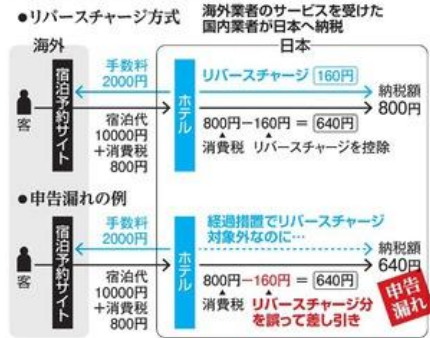 ●リバースチャージ方式
海外業者のサービスを受けた
国内業者が日本へ納税
海外
日本
宿泊予約サイト
客
手数料
2000円
宿泊代
10000円
+消費税
800円
ホテル
リバースチャージ 160円
納税額
800円
800円−160円 = 640円
消費税 リバースチャージを控除
●申告漏れの例
宿泊予約サイト
客
手数料
2000円
宿泊代
10000円
+消費税
800円
ホテル
経過措置でリバースチャージ
対象外なのに…
納税額
640円
800円−160円 = 640円
消費税 リバースチャージ分
を誤って差し引き
申告
漏れ